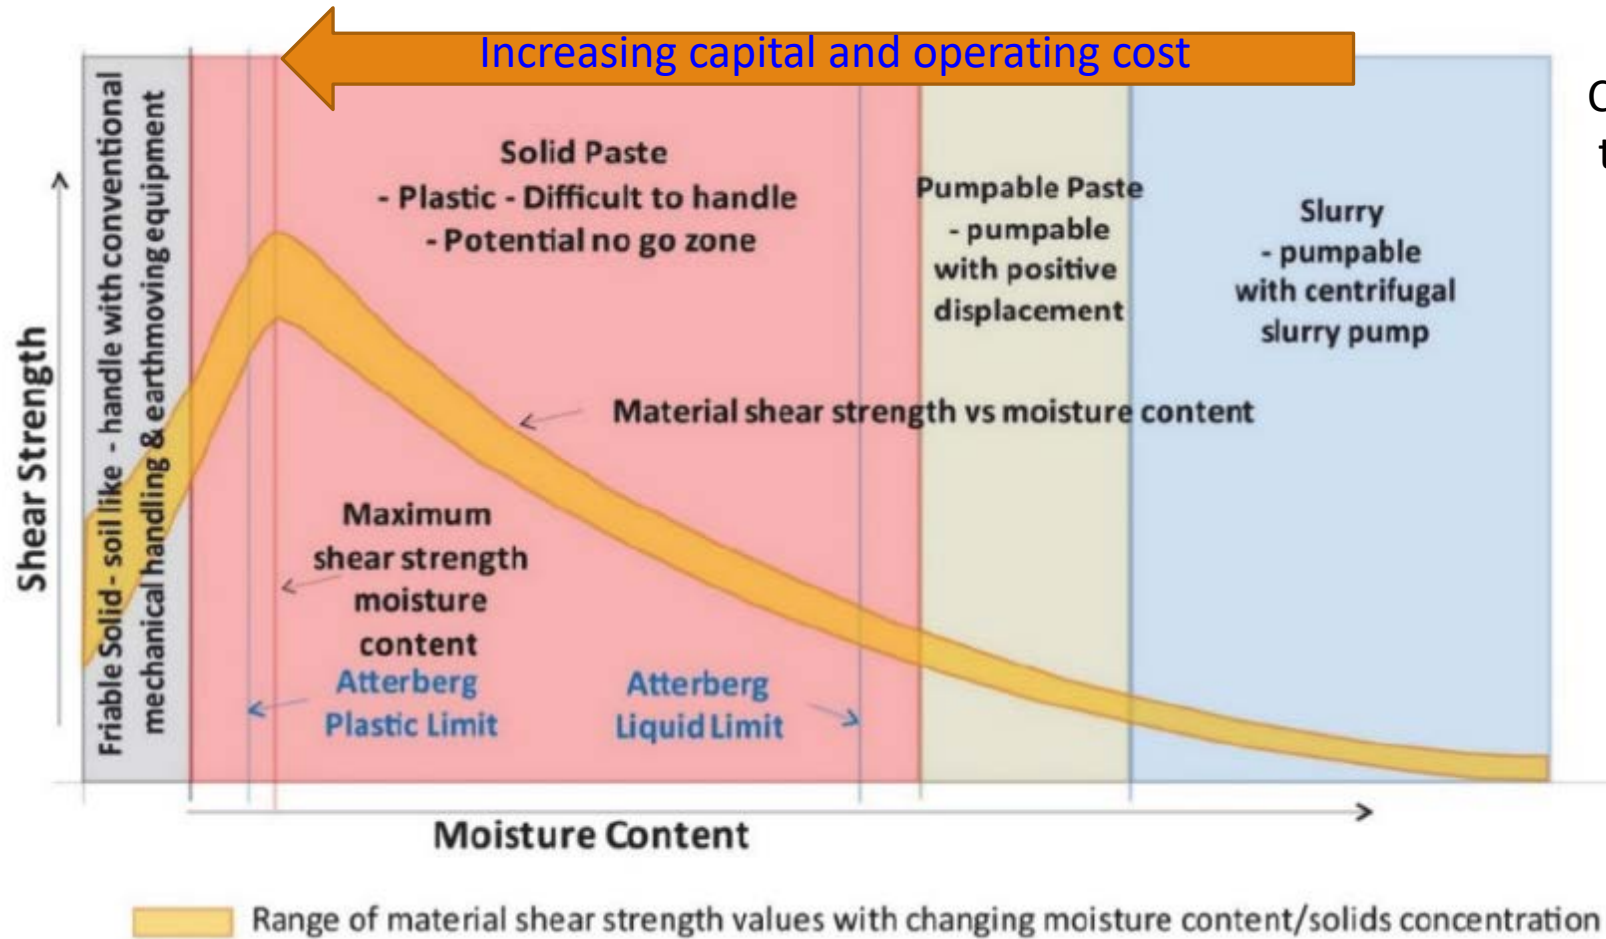 Increasing capital and operating cost
Friable Solid - soil like - handle with conventional
mechanical handling & earthmoving equipment
Solid Paste
- Plastic - Difficult to handle
- Potential no go zone
Pumpable Paste
- pumpable
with positive
displacement
Slurry
- pumpable
with centrifugal
slurry pump
Shear Strength
Material shear strength vs moisture content
Maximum
shear strength
moisture
content
Atterberg
Plastic Limit
Atterberg
Liquid Limit
Moisture Content
Range of material shear strength values with changing moisture content/solids concentration